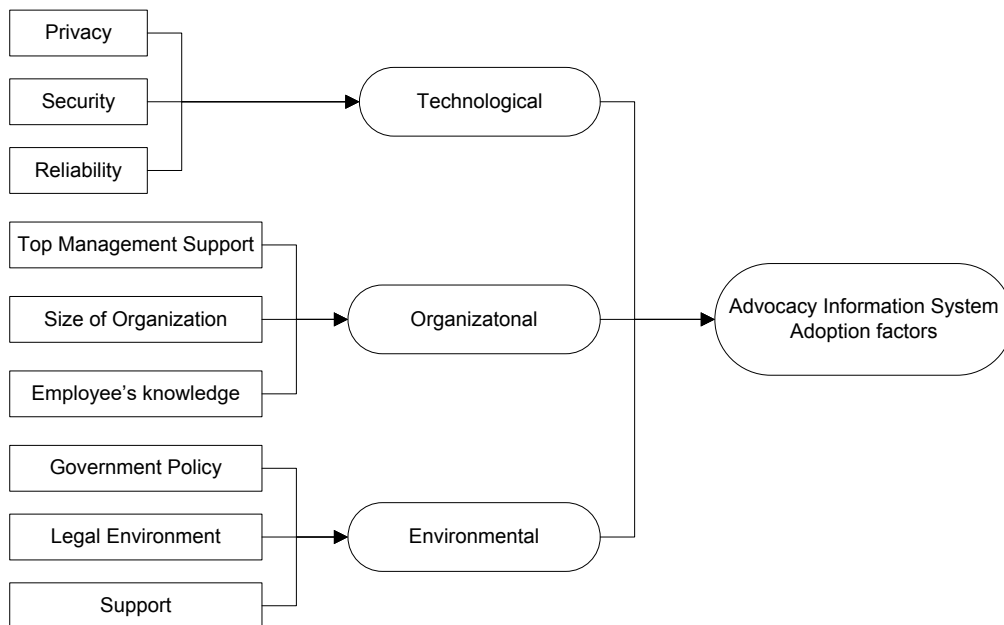 Privacy
Security
Reliability
Technological
Top Management Support
Size of Organization
Employee’s knowledge
Organizatonal
Government Policy
Legal Environment
Support
Environmental
Advocacy Information System
Adoption factors